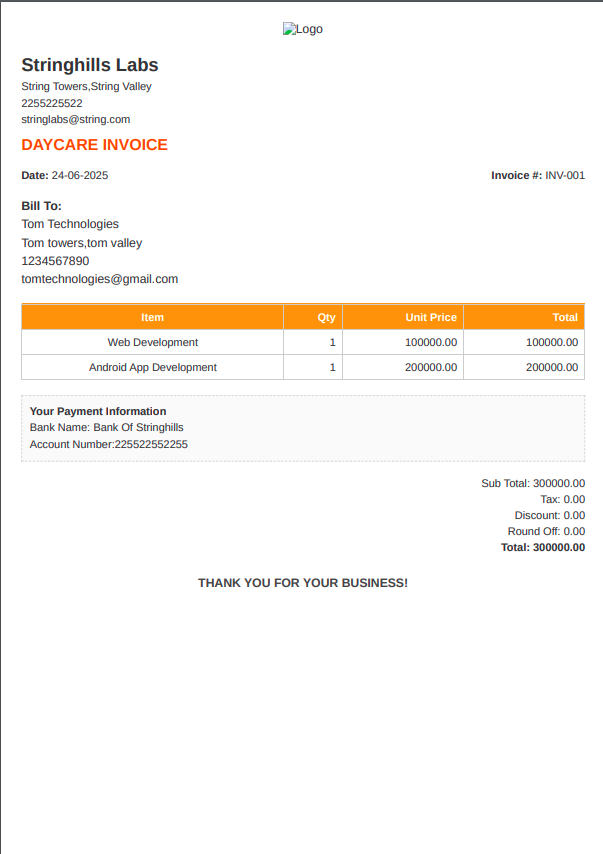 Logo
Stringhills Labs
String Towers,String Valley
2255225522
stringlabs@string.com
DAYCARE INVOICE
Date: 24-06-2025 Invoice #: INV-001
Bill To:
Tom Technologies
Tom towers,tom valley
1234567890
tomtechnologies@gmail.com
Item Qty Unit Price Total
Web Development 1 100000.00 100000.00
Android App Development 1 200000.00 200000.00
Your Payment Information
Bank Name: Bank Of Stringhills
Account Number:225522552255
Sub Total: 300000.00
Tax: 0.00
Discount: 0.00
Round Off: 0.00
Total: 300000.00
THANK YOU FOR YOUR BUSINESS!